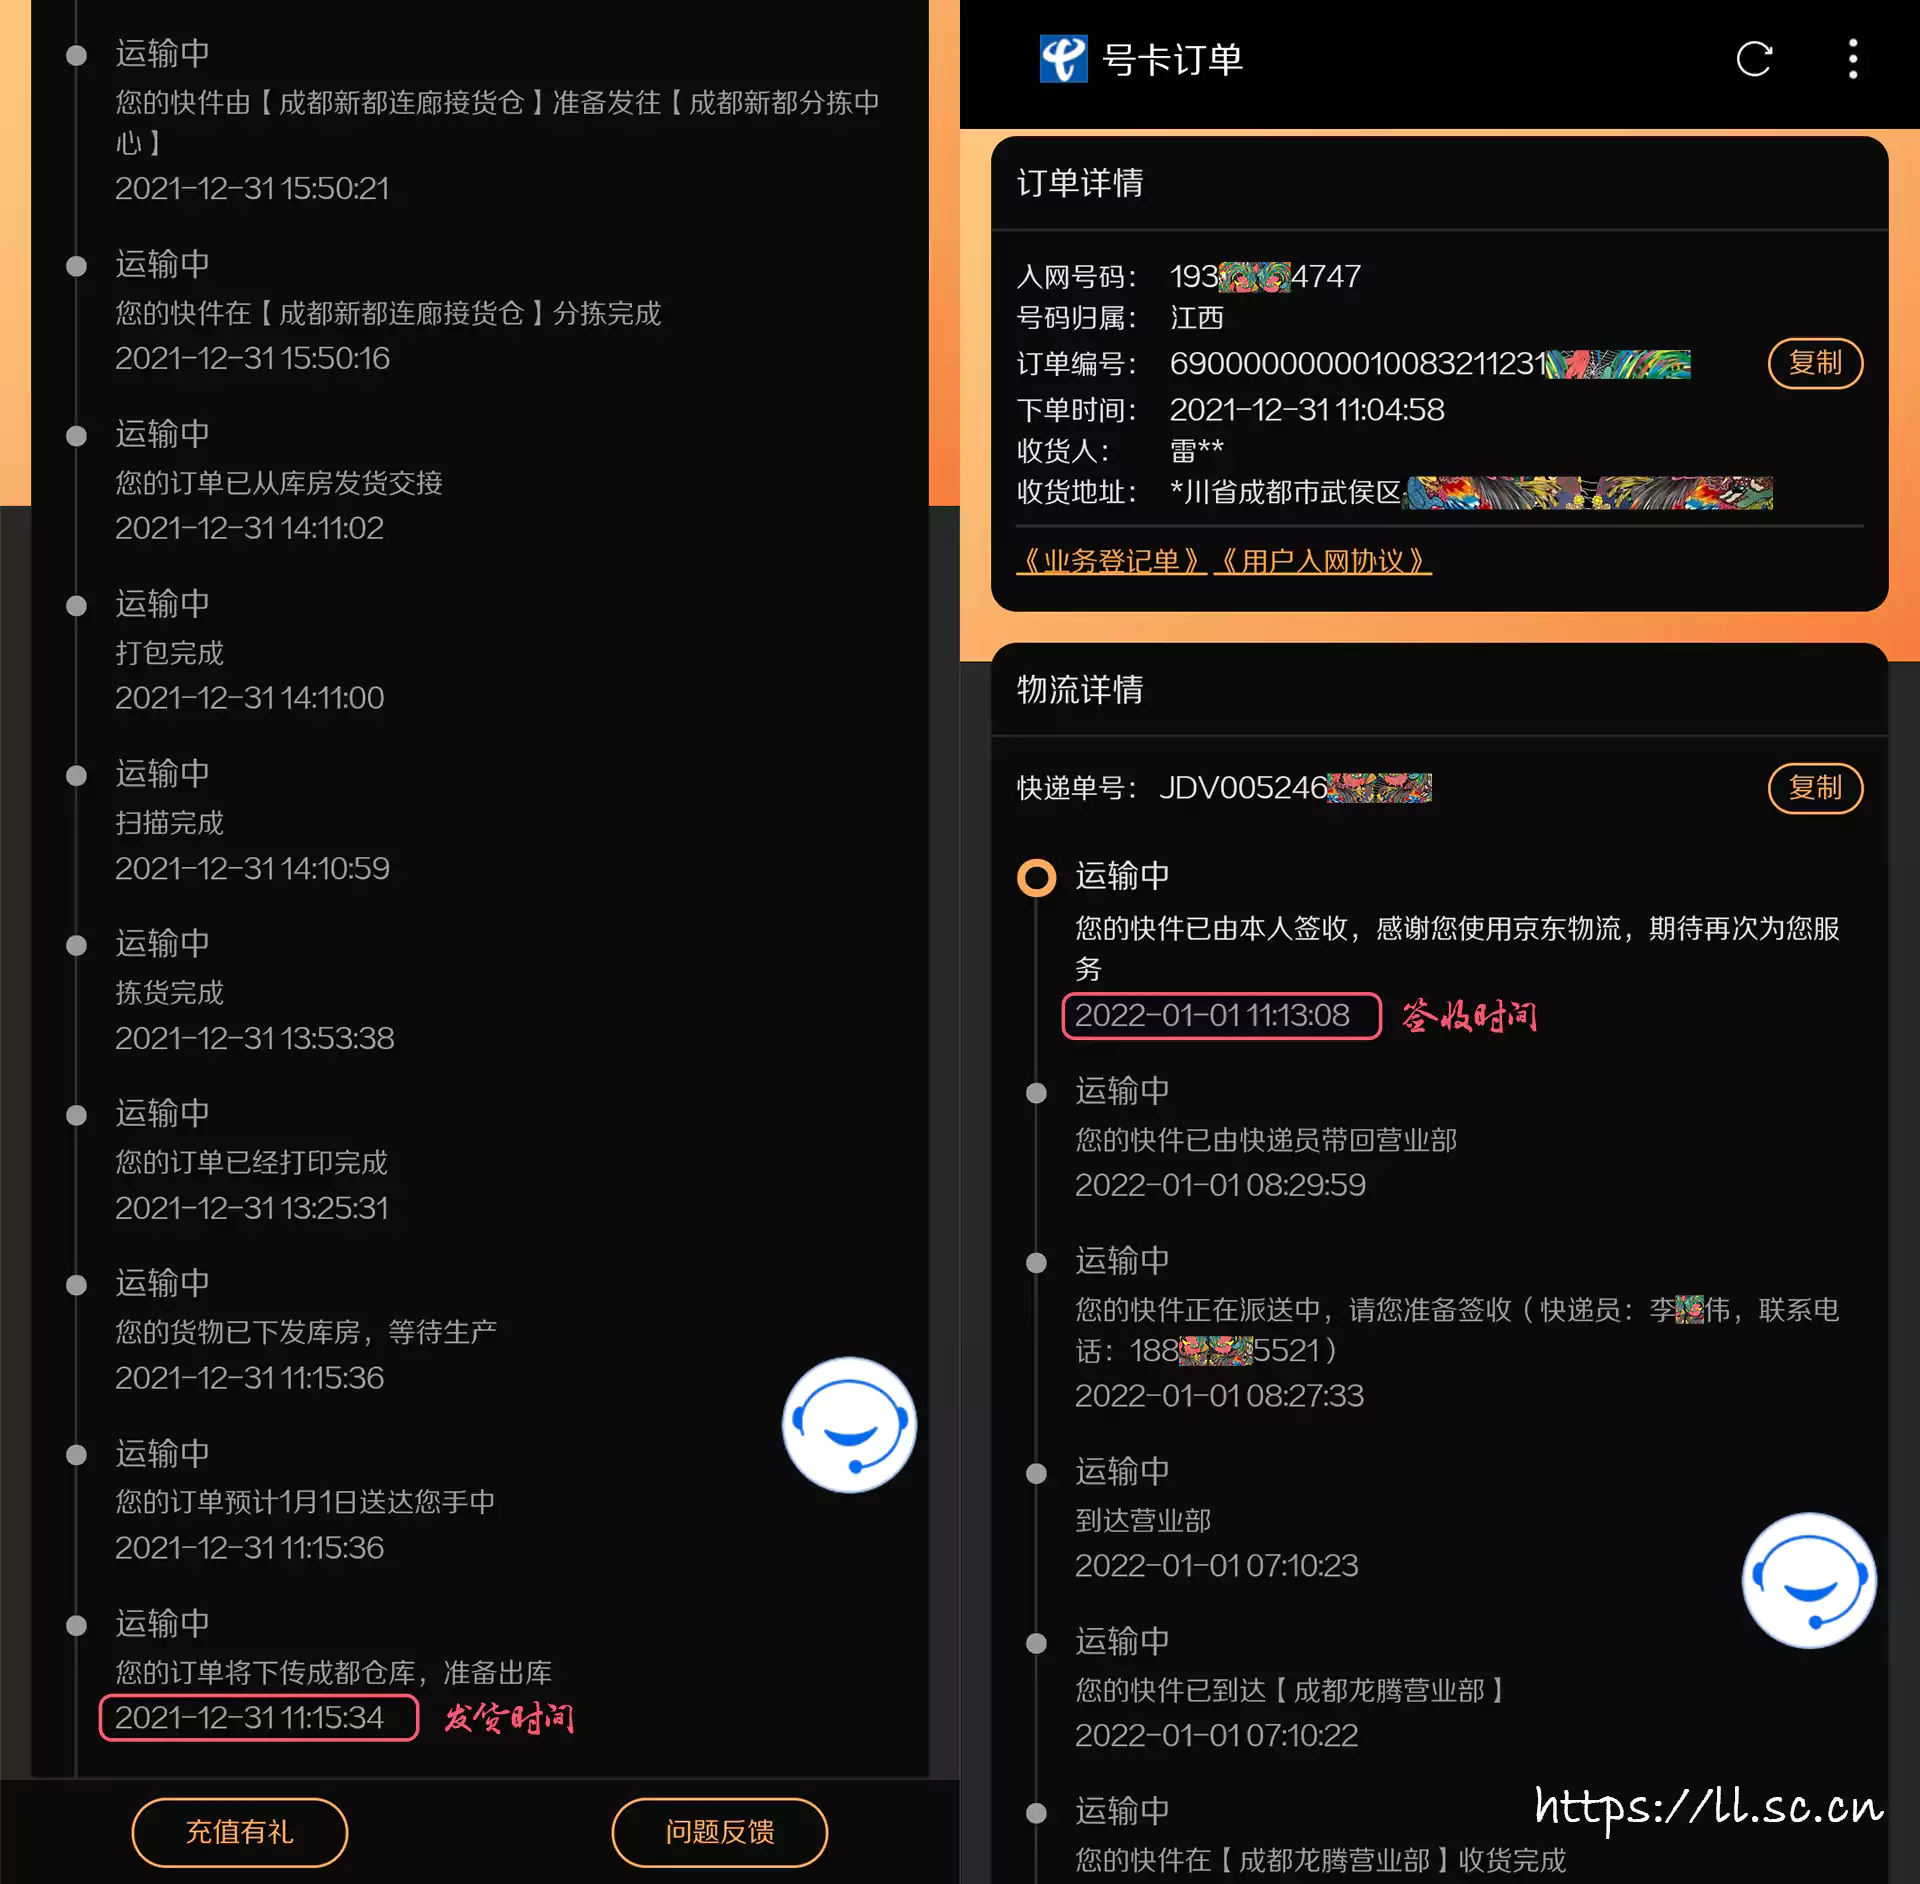 运输中
您的快件由【成都新都连廊接货仓】准备发往【成都新都分拣中
心】
2021-12-31 15:50:21
运输中
您的快件在【成都新都连廊接货仓】分拣完成
2021-12-31 15:50:16
运输中
您的订单已从库房发货交接
2021-12-31 14:11:02
运输中
打包完成
2021-12-31 14:11:00
运输中
扫描完成
2021-12-31 14:10:59
运输中
拣货完成
2021-12-31 13:53:38
运输中
您的订单已经打印完成
2021-12-31 13:25:31
运输中
您的货物已下发库房，等待生产
2021-12-31 11:15:36
运输中
您的订单预计1月1日送达您手中
2021-12-31 11:15:36
运输中
您的订单将下传成都仓库，准备出库
2021-12-31 11:15:34 发货时间
充值有礼 问题反馈
号卡订单
订单详情
入网号码： 193 4747
号码归属： 江西
订单编号： 6900000000010083211231 复制
下单时间： 2021-12-31 11:04:58
收货人： 雷**
收货地址： *川省成都市武侯区
《业务登记单》 《用户入网协议》
物流详情
快递单号： JDV005246 复制
运输中
您的快件已由本人签收，感谢您使用京东物流，期待再次为您服
务
2022-01-01 11:13:08 签收时间
运输中
您的快件已由快递员带回营业部
2022-01-01 08:29:59
运输中
您的快件正在派送中，请您准备签收（快递员：李 伟，联系电
话：188 5521）
2022-01-01 08:27:33
运输中
到达营业部
2022-01-01 07:10:23
运输中
您的快件已到达【成都龙腾营业部】
2022-01-01 07:10:22
运输中
您的快件在【成都龙腾营业部】收货完成
https://ll.sc.cn